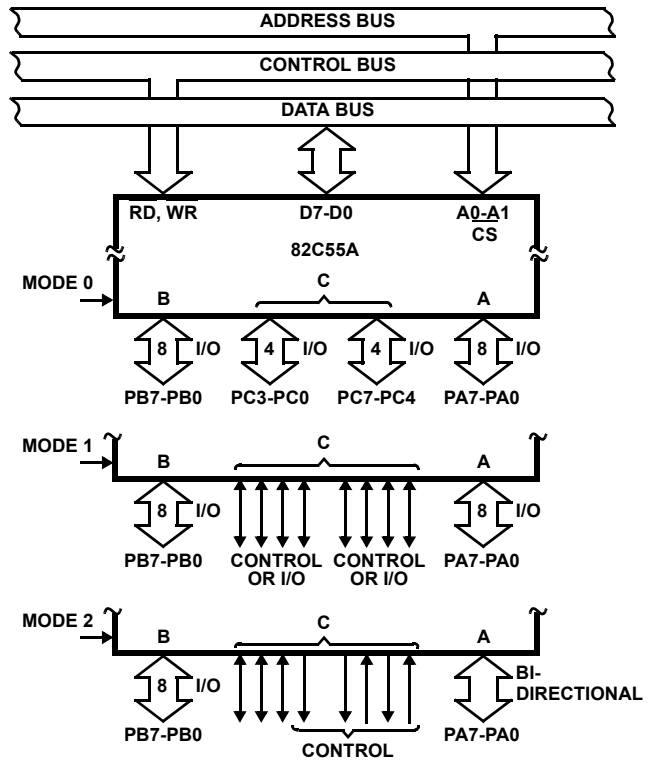 ADDRESS BUS
CONTROL BUS
DATA BUS
RD, WR D7-D0 A0-A1
CS
82C55A
MODE 0
B C A
8 I/O 4 I/O 4 I/O 8 I/O
PB7-PB0 PC3-PC0 PC7-PC4 PA7-PA0
MODE 1
B C A
8 I/O 8 I/O
PB7-PB0 CONTROL CONTROL PA7-PA0
OR I/O OR I/O
MODE 2
B C A
8 I/O BI-
DIRECTIONAL
PB7-PB0 PA7-PA0
CONTROL